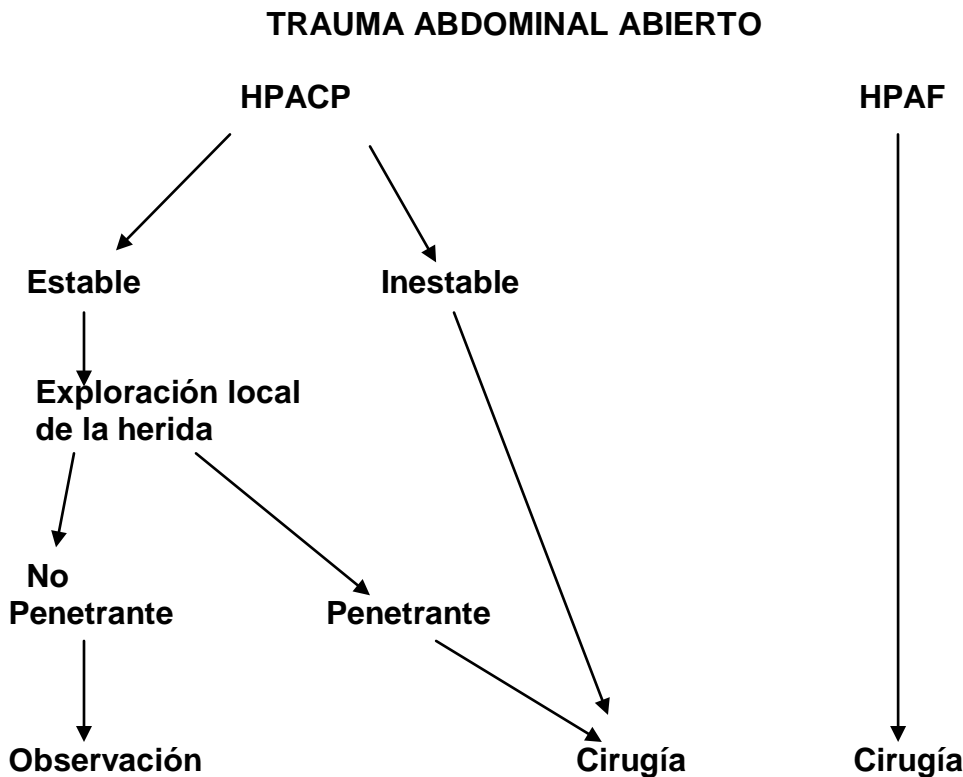 TRAUMA ABDOMINAL ABIERTO
HPACP
HPAF
Estable
Inestable
Exploración local
de la herida
No
Penetrante
Penetrante
Observación
Cirugía
Cirugía